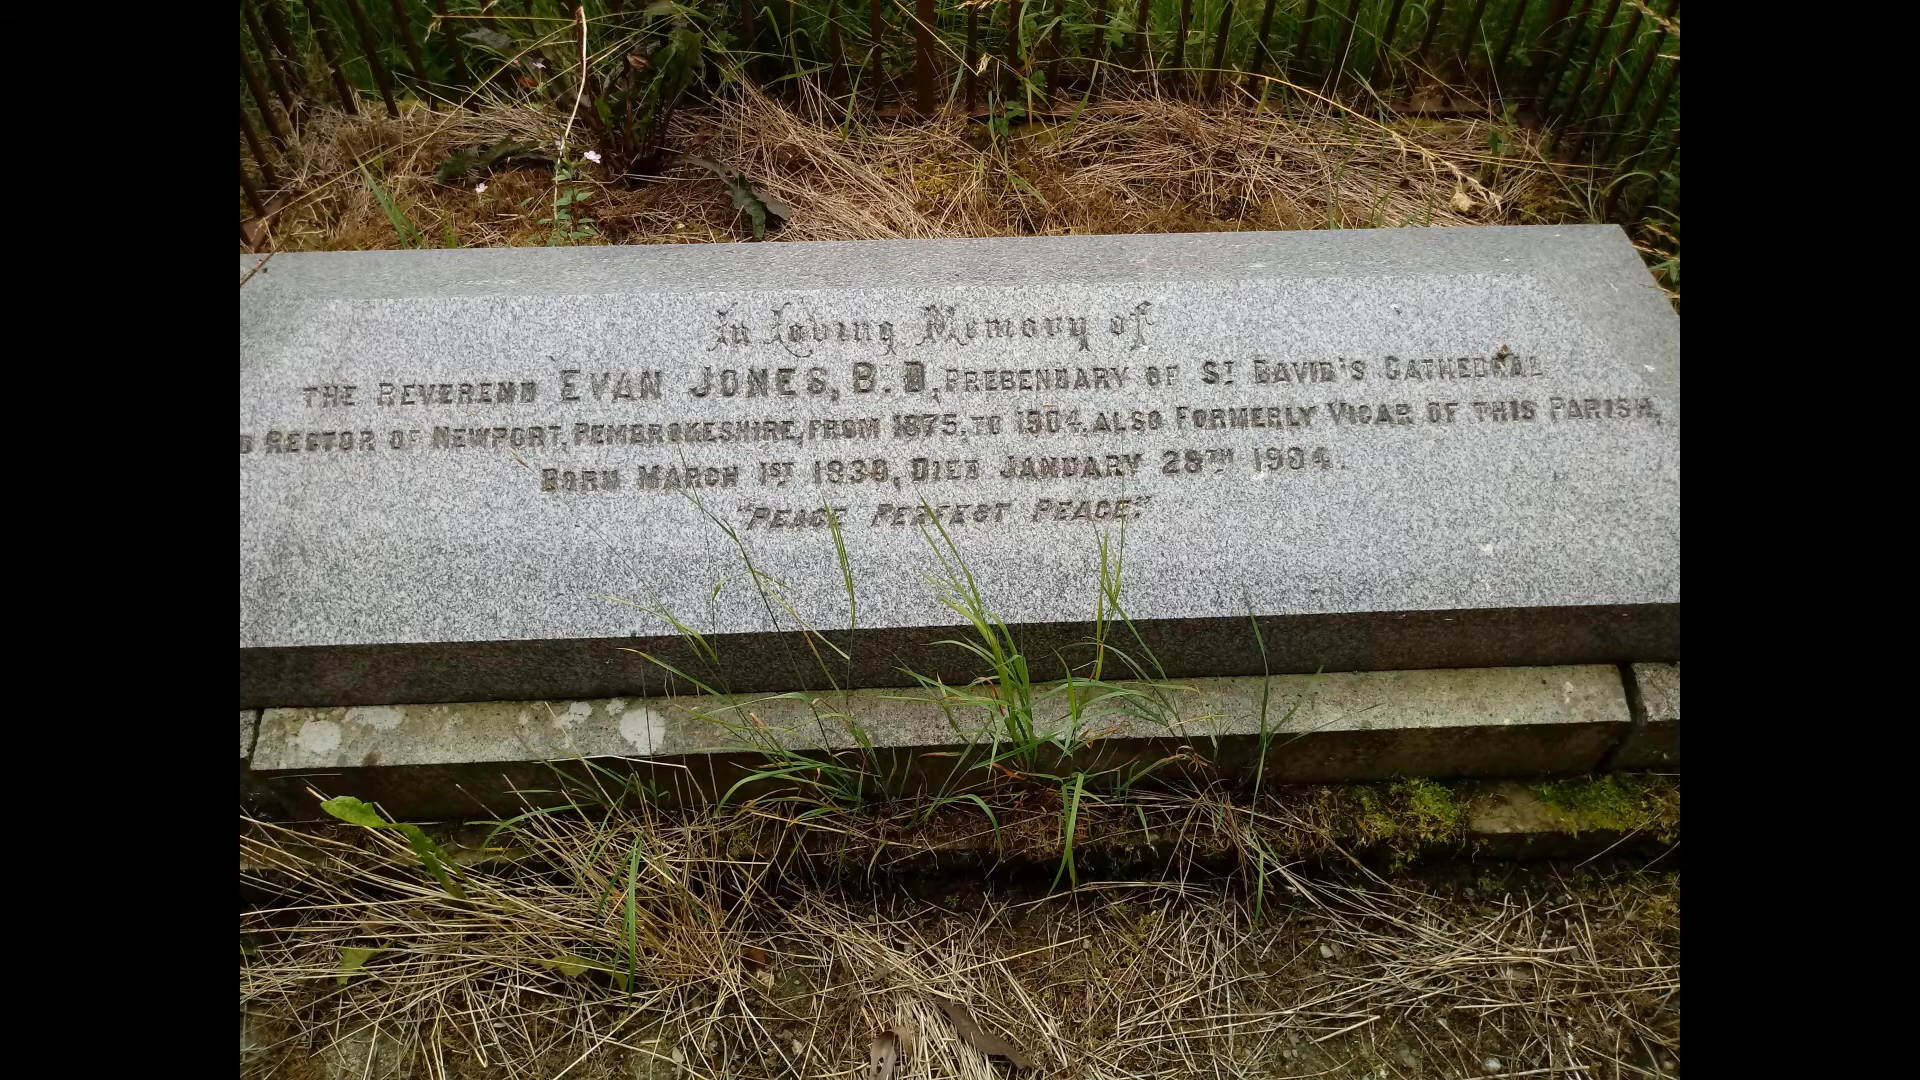 In Loving Memory of
THE REVEREND EVAN JONES, B.D, PREBENDARY OF ST DAVID'S CATHEDRAL
D RECTOR OF NEWPORT, PEMBROKESHIRE, FROM 1875, TO 1904, ALSO FORMERLY VICAR OF THIS PARISH,
BORN MARCH 1ST DIED JANUARY 28TH 1904.
"PEACE PERFECT PEACE."